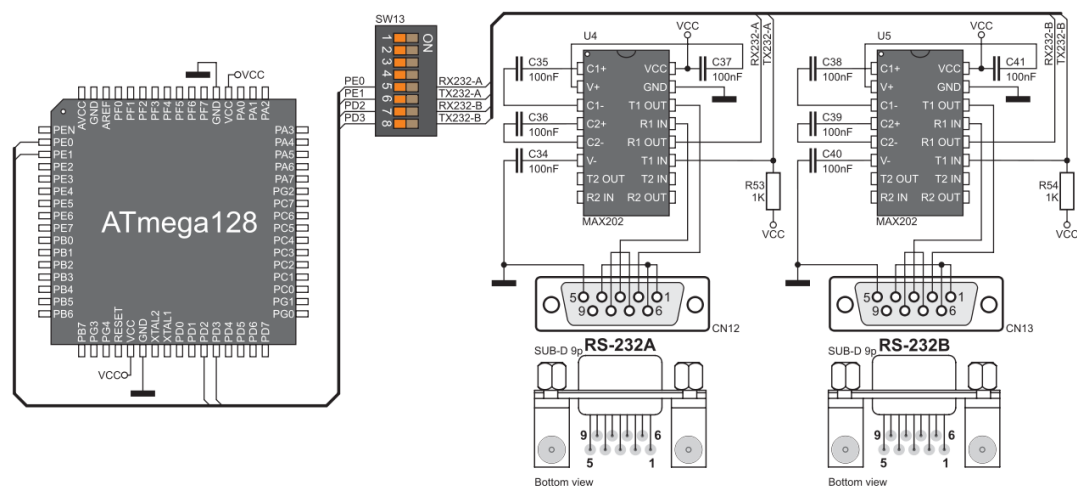 SW13
1
2
3
4
5
6
7
8
ON
PE0
PE1
PD2
PD3
RX232-A
TX232-A
RX232-B
TX232-B
VCC
AVCC
GND
AREF
PF0
PF1
PF2
PF3
PF4
PF5
PF6
PF7
GND
VCC
PA0
PA1
PA2
PEN
PE0
PE1
PE2
PE3
PE4
PE5
PE6
PE7
PB0
PB1
PB2
PB3
PB4
PB5
PB6
ATmega128
PA3
PA4
PA5
PA6
PA7
PG2
PC7
PC6
PC5
PC4
PC3
PC2
PC1
PC0
PG1
PG0
PB7
PG3
PG4
RESET
VCC
GND
XTAL2
XTAL1
PD0
PD1
PD2
PD3
PD4
PD5
PD6
PD7
VCC
U4
VCC
C35
100nF
C36
100nF
C34
100nF
C37
100nF
C1+
V+
C1-
C2+
C2-
V-
T2 OUT
R2 IN
VCC
GND
T1 OUT
R1 IN
R1 OUT
T1 IN
T2 IN
R2 OUT
MAX202
RX232-A
TX232-A
R53
1K
VCC
5
1
9
6
CN12
RS-232A
SUB-D 9p
9
6
5
1
Bottom view
U5
VCC
C38
100nF
C39
100nF
C40
100nF
C41
100nF
C1+
V+
C1-
C2+
C2-
V-
T2 OUT
R2 IN
VCC
GND
T1 OUT
R1 IN
R1 OUT
T1 IN
T2 IN
R2 OUT
MAX202
RX232-B
TX232-B
R54
1K
VCC
5
1
9
6
CN13
RS-232B
SUB-D 9p
9
6
5
1
Bottom view